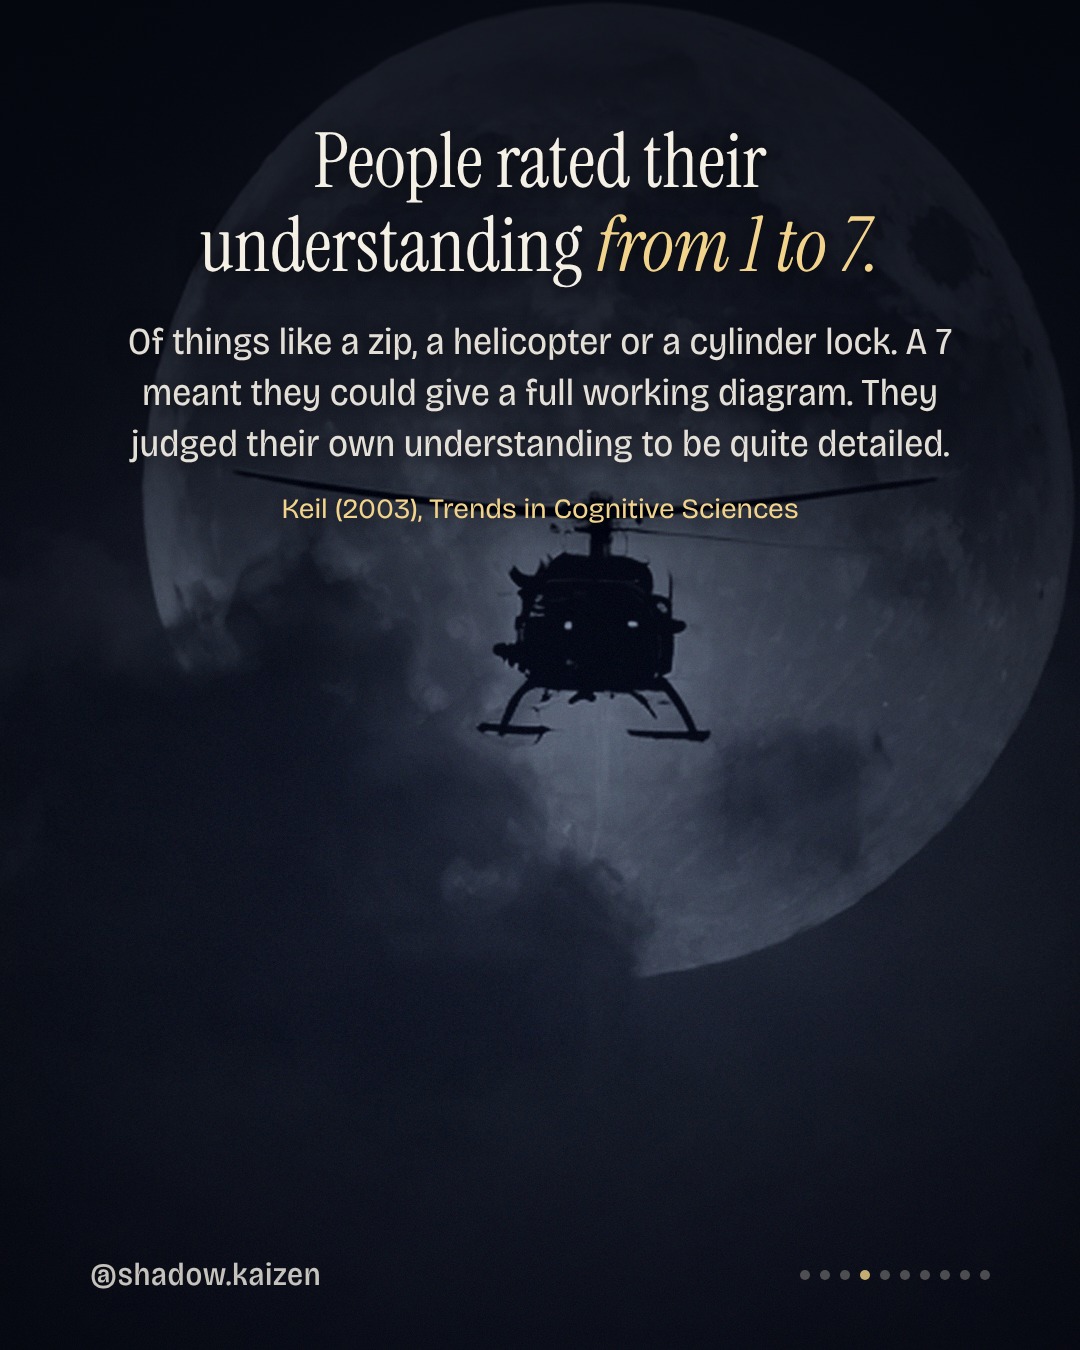 People rated their
understanding from 1 to 7.
Of things like a zip, a helicopter or a cylinder lock. A 7
meant they could give a full working diagram. They
judged their own understanding to be quite detailed.
Keil (2003), Trends in Cognitive Sciences
@shadow.kaizen